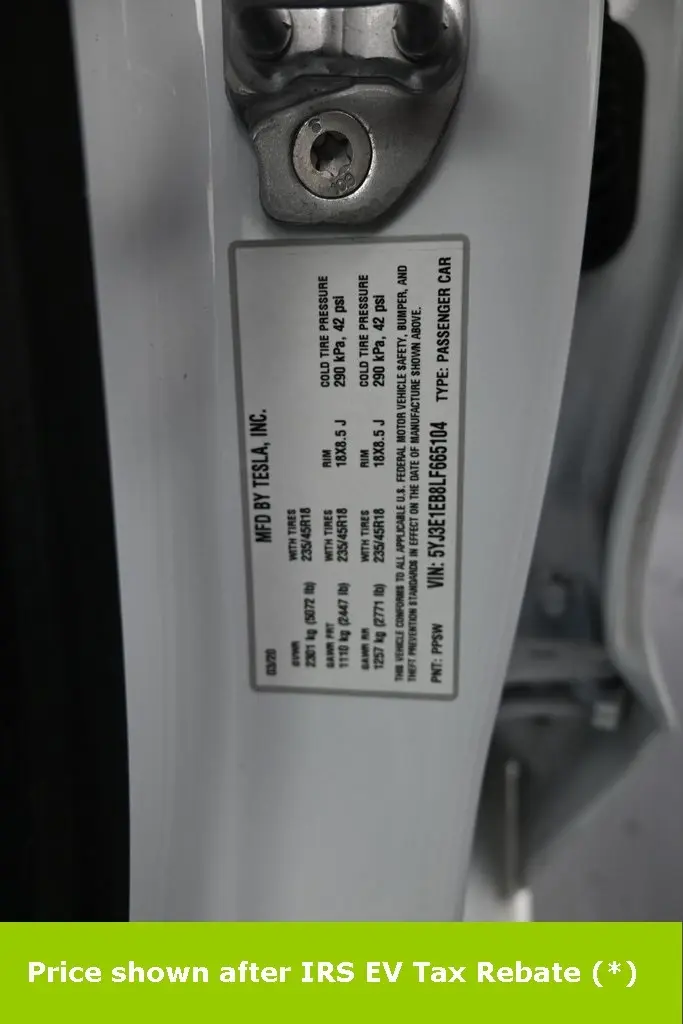 MFD BY TESLA, INC.
03/20
GVWR
2301 kg (5072 lb)
WITH TIRES
235/45R18
GAWR FRT
1110 kg (2447 lb)
WITH TIRES
235/45R18
RIM
18X8.5 J
COLD TIRE PRESSURE
290 kPa, 42 psi
GAWR RR
1257 kg (2771 lb)
WITH TIRES
235/45R18
RIM
18X8.5 J
COLD TIRE PRESSURE
290 kPa, 42 psi
THIS VEHICLE CONFORMS TO ALL APPLICABLE U.S. FEDERAL MOTOR VEHICLE SAFETY, BUMPER, AND
THEFT PREVENTION STANDARDS IN EFFECT ON THE DATE OF MANUFACTURE SHOWN ABOVE.
PNT: PPSW VIN: 5YJ3E1EB8LF665104 TYPE: PASSENGER CAR
Price shown after IRS EV Tax Rebate (*)